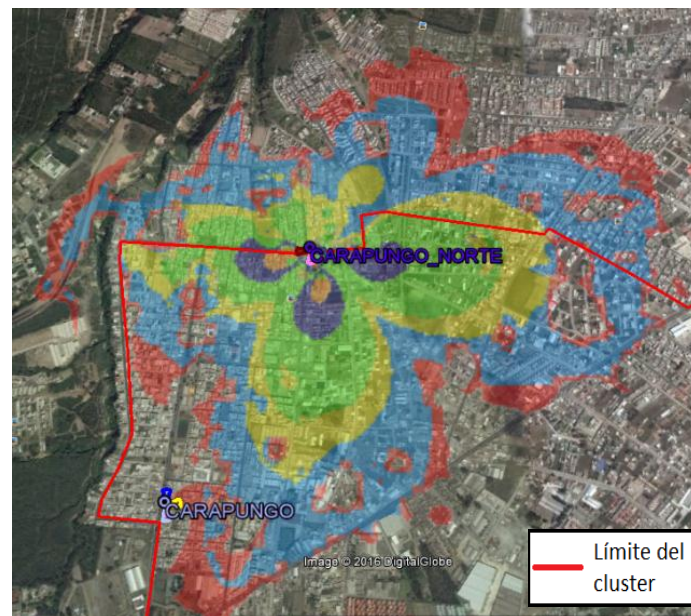 CARAPUNGO_NORTE
CARAPUNGO
Image © 2016 DigitalGlobe
Límite del
cluster